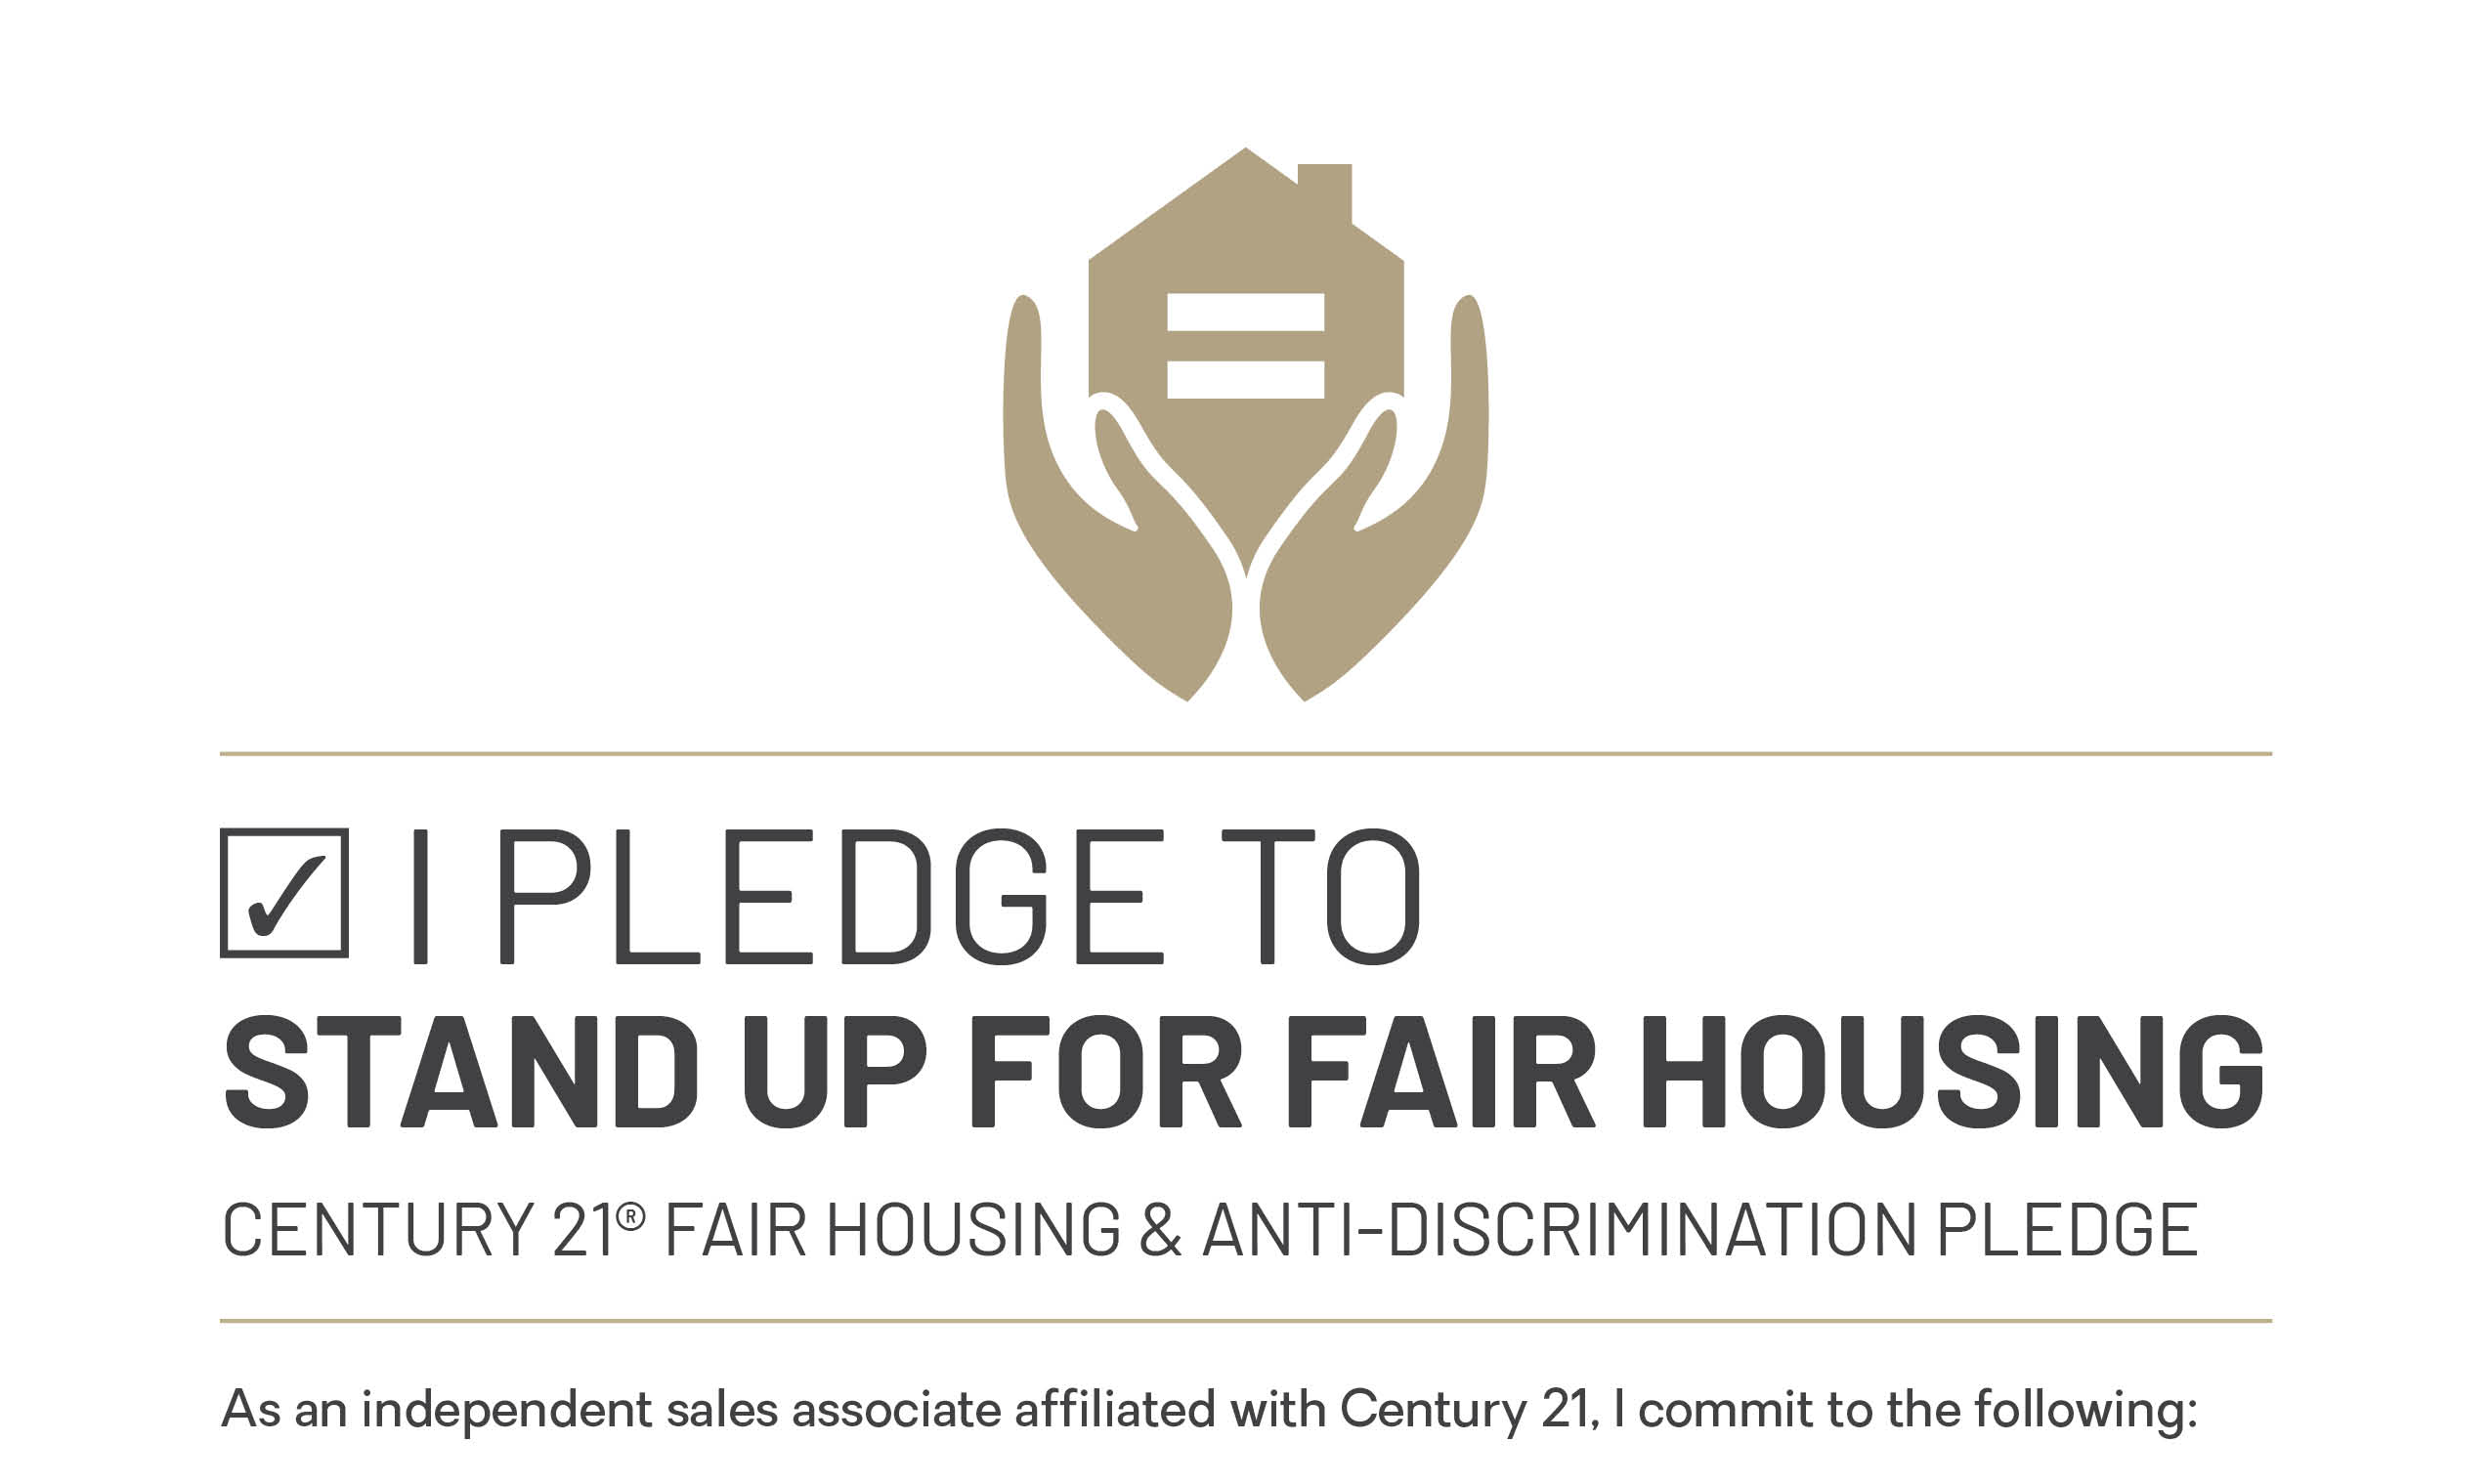 I PLEDGE TO
STAND UP FOR FAIR HOUSING
CENTURY 21® FAIR HOUSING & ANTI-DISCRIMINATION PLEDGE
As an independent sales associate affiliated with Century 21, I commit to the following: